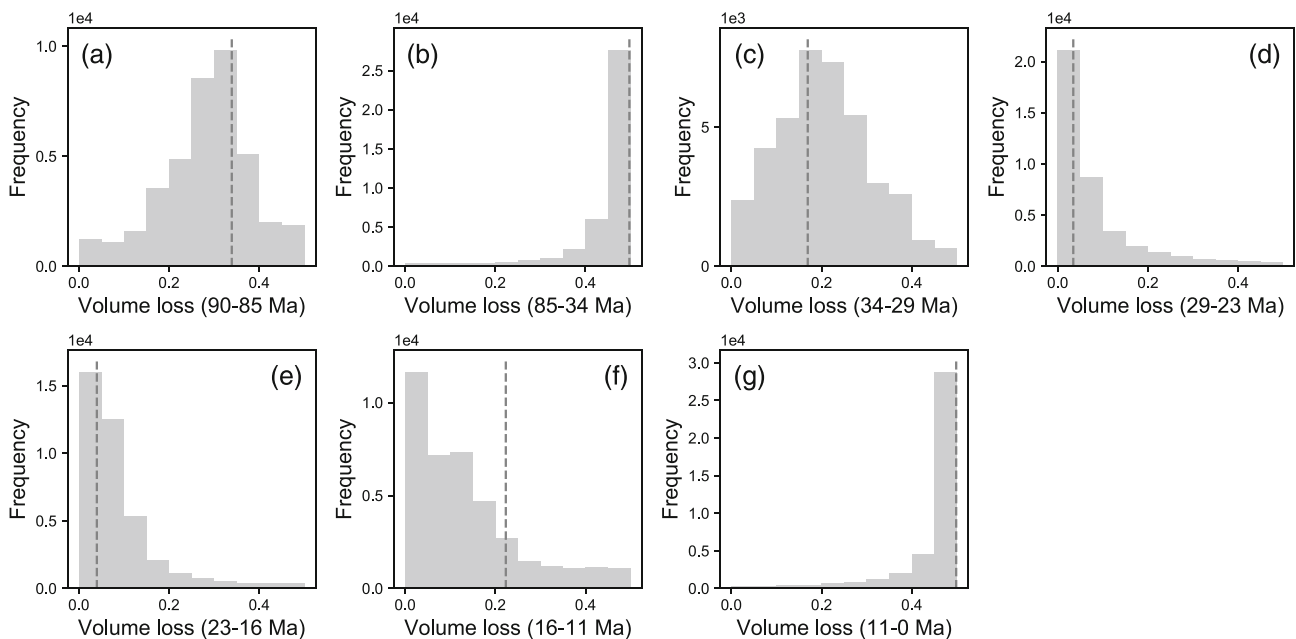 1e4
(a)
1.0
0.5
0.0
Frequency
0.0 0.2 0.4
Volume loss (90-85 Ma)
1e4
(b)
25.0
20.0
15.0
10.0
5.0
0.0
Frequency
0.0 0.2 0.4
Volume loss (85-34 Ma)
1e3
(c)
5
0
Frequency
0.0 0.2 0.4
Volume loss (34-29 Ma)
1e4
(d)
2.0
1.5
1.0
0.5
0.0
Frequency
0.0 0.2 0.4
Volume loss (29-23 Ma)
1e4
(e)
1.5
1.0
0.5
0.0
Frequency
0.0 0.2 0.4
Volume loss (23-16 Ma)
1e4
(f)
1.0
0.5
0.0
Frequency
0.0 0.2 0.4
Volume loss (16-11 Ma)
1e4
(g)
3.0
2.5
2.0
1.5
1.0
0.5
0.0
Frequency
0.0 0.2 0.4
Volume loss (11-0 Ma)